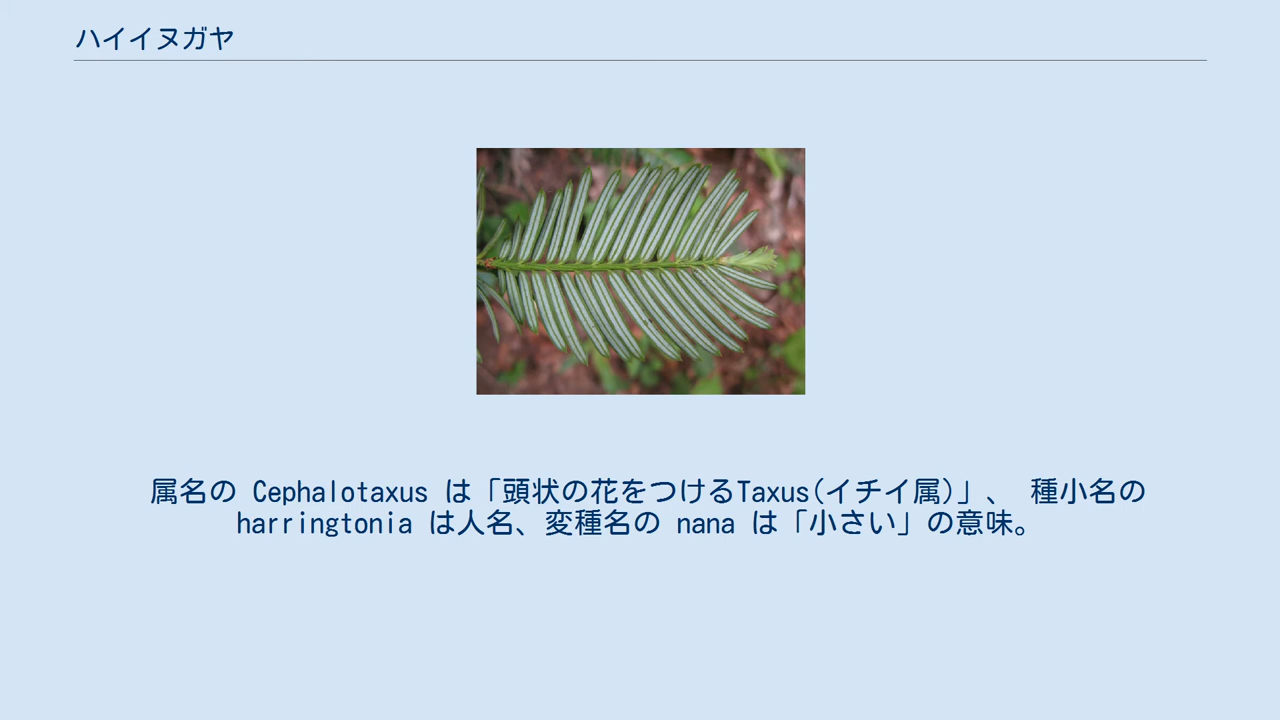 ハイイヌガヤ
属名の Cephalotaxus は「頭状の花をつけるTaxus(イチイ属)」、 種小名の
harringtonia は人名、変種名の nana は「小さい」の意味。